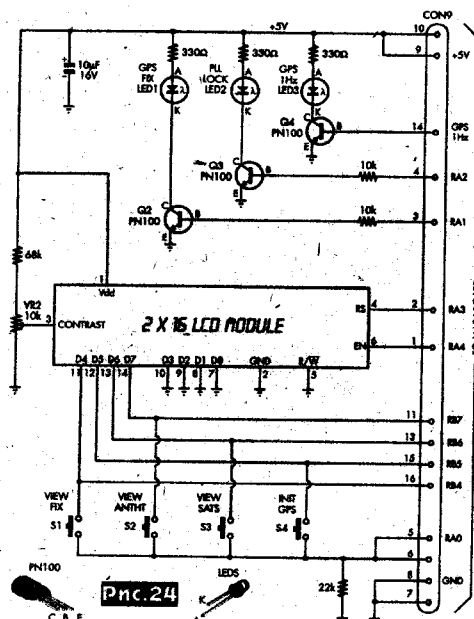 CON9
+5V
10
9
+5V
10µF
16V
330Ω
330Ω
330Ω
GPS
FIX
LED1
PLL
LOCK
LED2
GPS
1Hz
LED3
A
A
A
λ
λ
λ
K
K
K
Q4
PN100
C
B
E
14
GPS
1Hz
Q3
PN100
C
B
E
10k
4
RA2
Q2
PN100
C
B
E
10k
3
RA1
68k
VR2
10k
1
Vdd
3
CONTRAST
2 X 16 LCD MODULE
RS
4
2
RA3
EN
6
1
RA4
D4 D5 D6 D7
D3 D2 D1 D0
GND
R/W
11 12 13 14
10 9 8 7
2
5
11
RB7
13
RB6
15
RB5
16
RB4
VIEW
FIX
S1
VIEW
ANTHT
S2
VIEW
SATS
S3
INIT
GPS
S4
5
RA0
6
22k
8
GND
7
PN100
C B E
Рис.24
LEDS
K
A